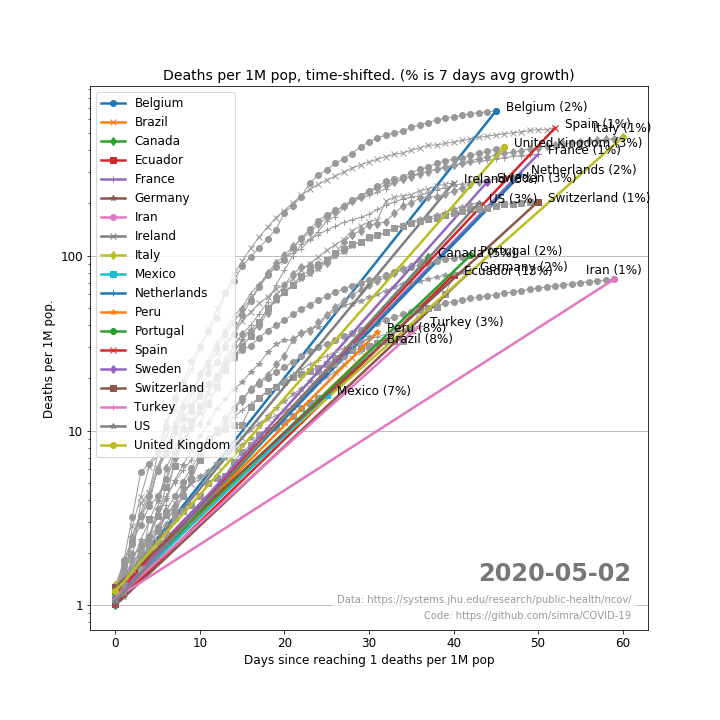 Deaths per 1M pop, time-shifted. (% is 7 days avg growth)
Belgium
Brazil
Canada
Ecuador
France
Germany
Iran
Ireland
Italy
Mexico
Netherlands
Peru
Portugal
Spain
Sweden
Switzerland
Turkey
US
United Kingdom
Belgium (2%)
Spain (1%)
Italy (1%)
United Kingdom (3%)
France (1%)
Netherlands (2%)
Ireland
Sweden (3%)
US (3%)
Switzerland (1%)
Canada (5%)
Portugal (2%)
Germany (2%)
Ecuador
Iran (1%)
Turkey (3%)
Peru (8%)
Brazil (8%)
Mexico (7%)
100
10
1
Deaths per 1M pop.
2020-05-02
Data: https://systems.jhu.edu/research/public-health/ncov/
Code: https://github.com/simra/COVID-19
0 10 20 30 40 50 60
Days since reaching 1 deaths per 1M pop